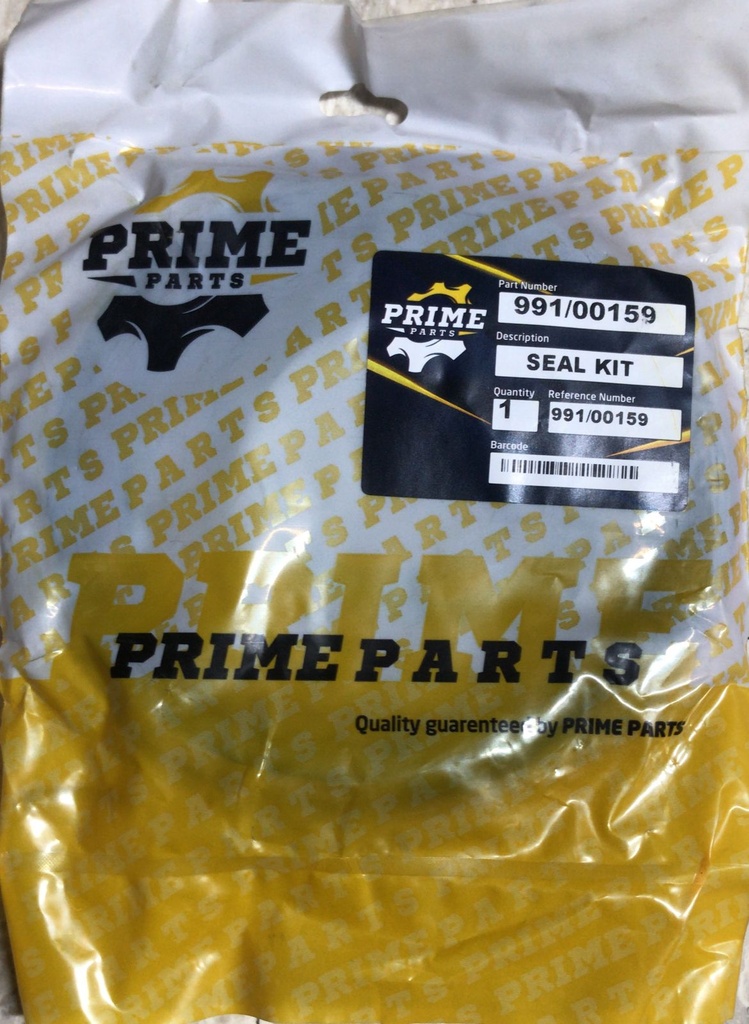 PRIME
PARTS
PRIME
PARTS
Part Number
991/00159
Description
SEAL KIT
Quantity
1
Reference Number
991/00159
Barcode
PRIME
PRIME PARTS
Quality guarenteed by PRIME PARTS